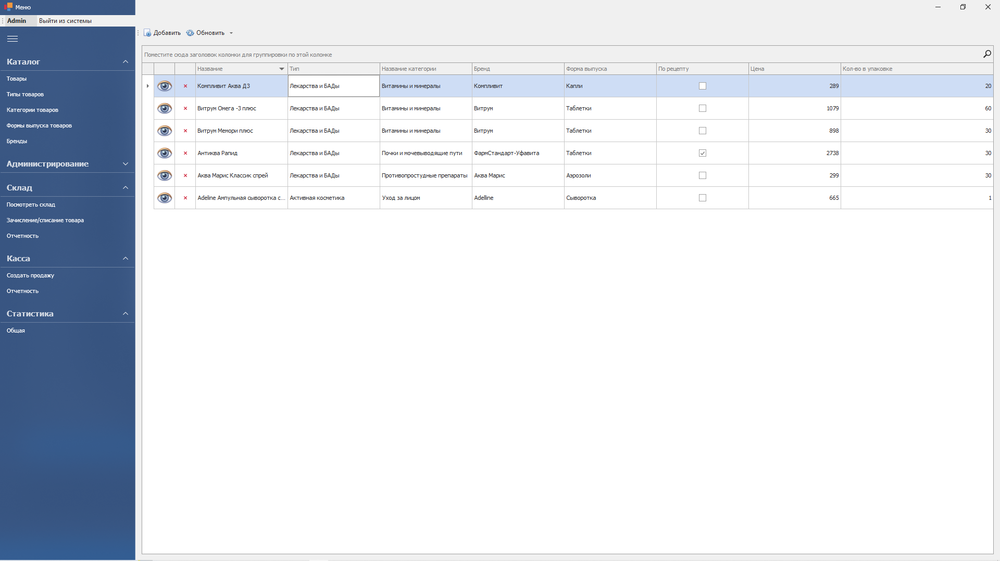 Меню
Admin Выйти из системы
Добавить Обновить
Каталог
Товары
Типы товаров
Категории товаров
Формы выпуска товаров
Бренды
Администрирование
Склад
Посмотреть склад
Зачисление/списание товара
Отчетность
Касса
Создать продажу
Отчетность
Статистика
Общая
Поместите сюда заголовок колонки для группировки по этой колонке
Название Тип Название категории Бренд Форма выпуска По рецепту Цена Кол-во в упаковке
Компливит Аква Д3 Лекарства и БАДы Витамины и минералы Компливит Капли 289 20
Витрум Омега -3 плюс Лекарства и БАДы Витамины и минералы Витрум Таблетки 1079 60
Витрум Мемори плюс Лекарства и БАДы Витамины и минералы Витрум Таблетки 898 30
Антиква Рапид Лекарства и БАДы Почки и мочевыводящие пути ФармСтандарт-Уфавита Таблетки 2738 30
Аква Марис Классик спрей Лекарства и БАДы Противопростудные препараты Аква Марис Аэрозоли 299 30
Adeline Ампульная сыворотка с... Активная косметика Уход за лицом Adelline Сыворотка 665 1